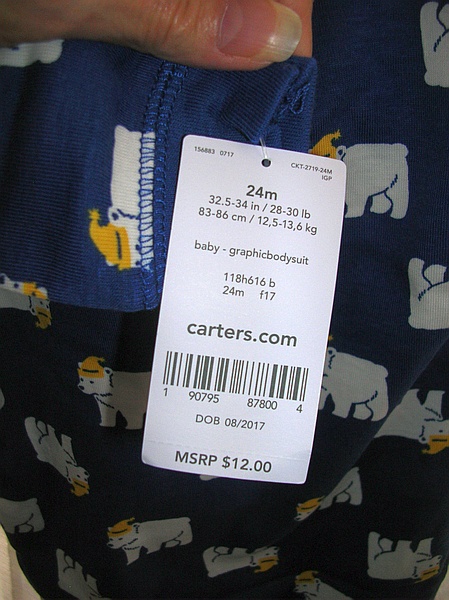 156883 0717
CKT-2719-24M
IGP
24m
32.5-34 in / 28-30 lb
83-86 cm / 12,5-13,6 kg
baby - graphicbodysuit
118h616 b
24m f17
carters.com
1 90795 87800 4
DOB 08/2017
MSRP $12.00